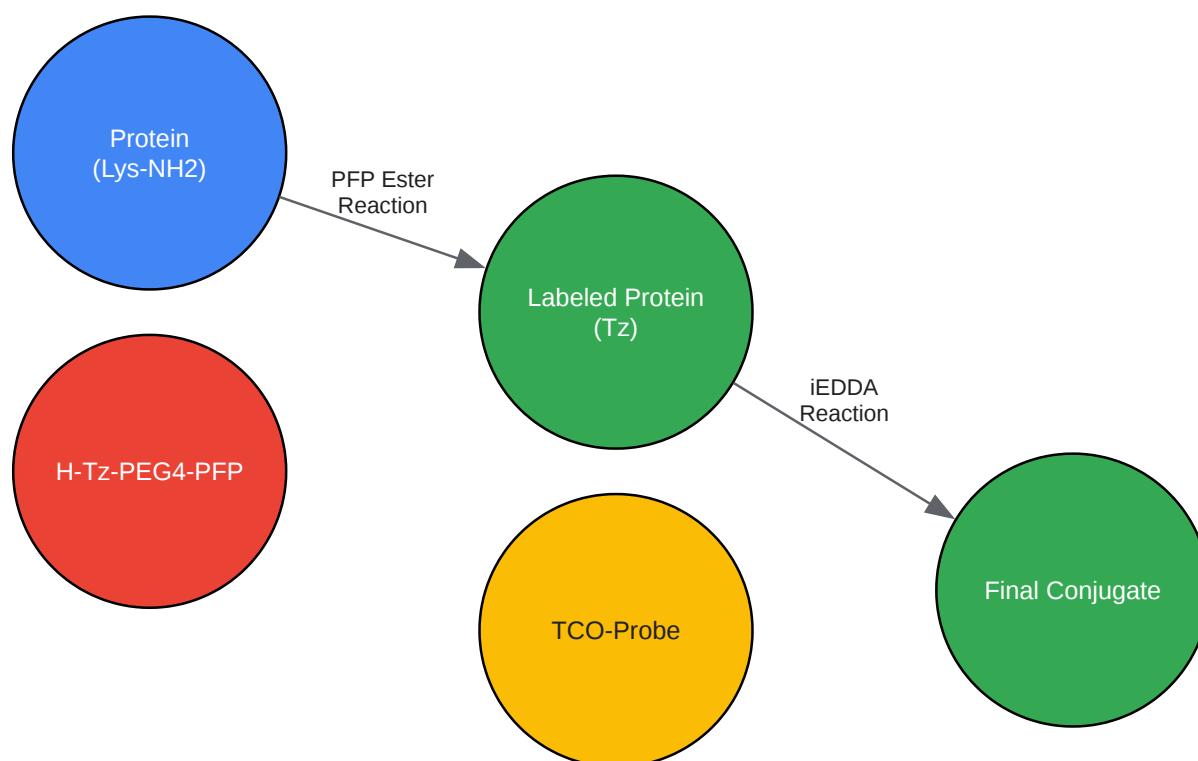 Protein
(Lys-NH2)
PFP Ester
Reaction
Labeled Protein
(Tz)
iEDDA
Reaction
H-Tz-PEG4-PFP
TCO-Probe
Final Conjugate